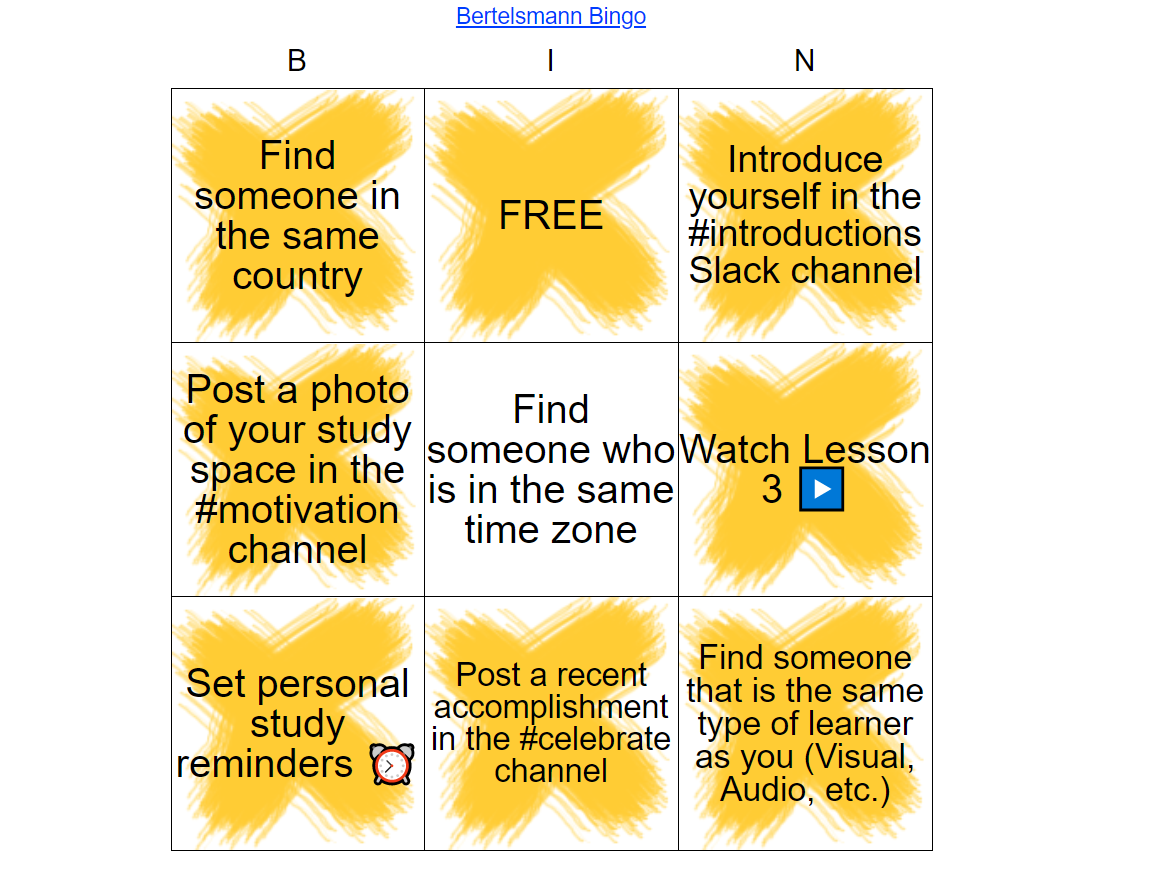 Bertelsmann Bingo
B I N
Find
someone in
the same
country
FREE
Introduce
yourself in the
#introductions
Slack channel
Post a photo
of your study
space in the
#motivation
channel
Find
someone who
is in the same
time zone
Watch Lesson
3 ▶️
Set personal
study
reminders ⏰
Post a recent
accomplishment
in the #celebrate
channel
Find someone
that is the same
type of learner
as you (Visual,
Audio, etc.)